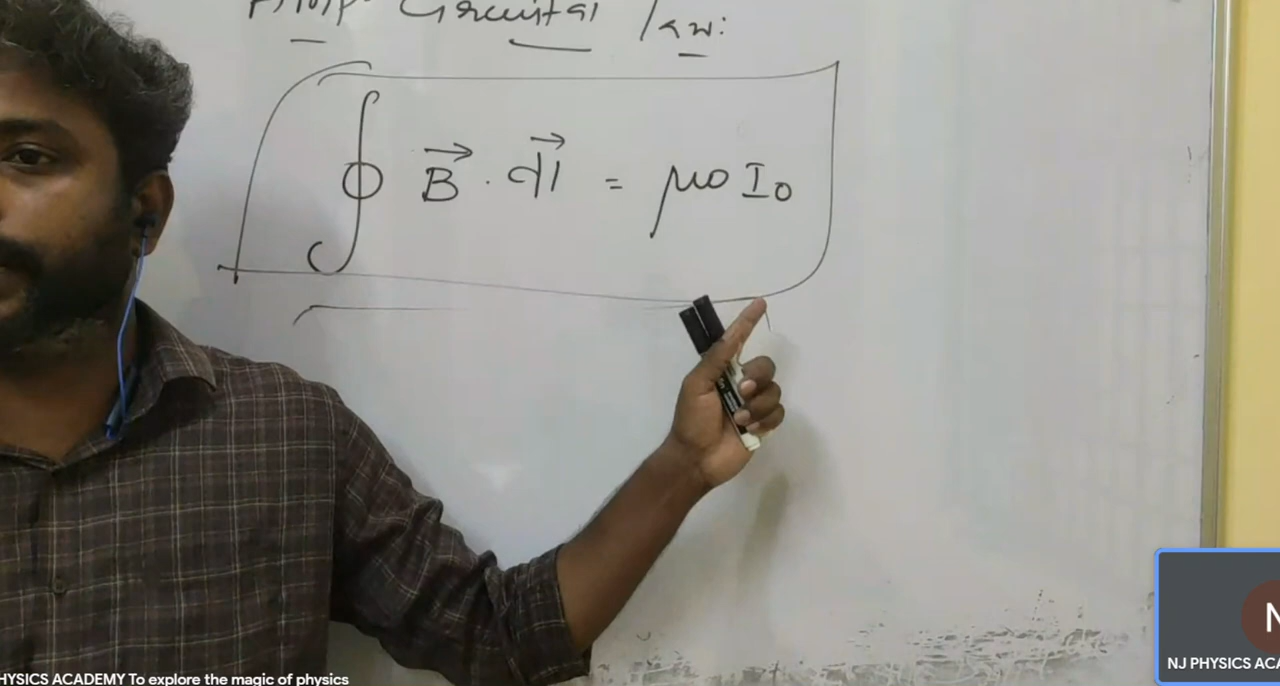 Circuital law:
∮ B⃗ . dl⃗ = μ0 I0
HYSICS ACADEMY To explore the magic of physics
N
NJ PHYSICS ACA